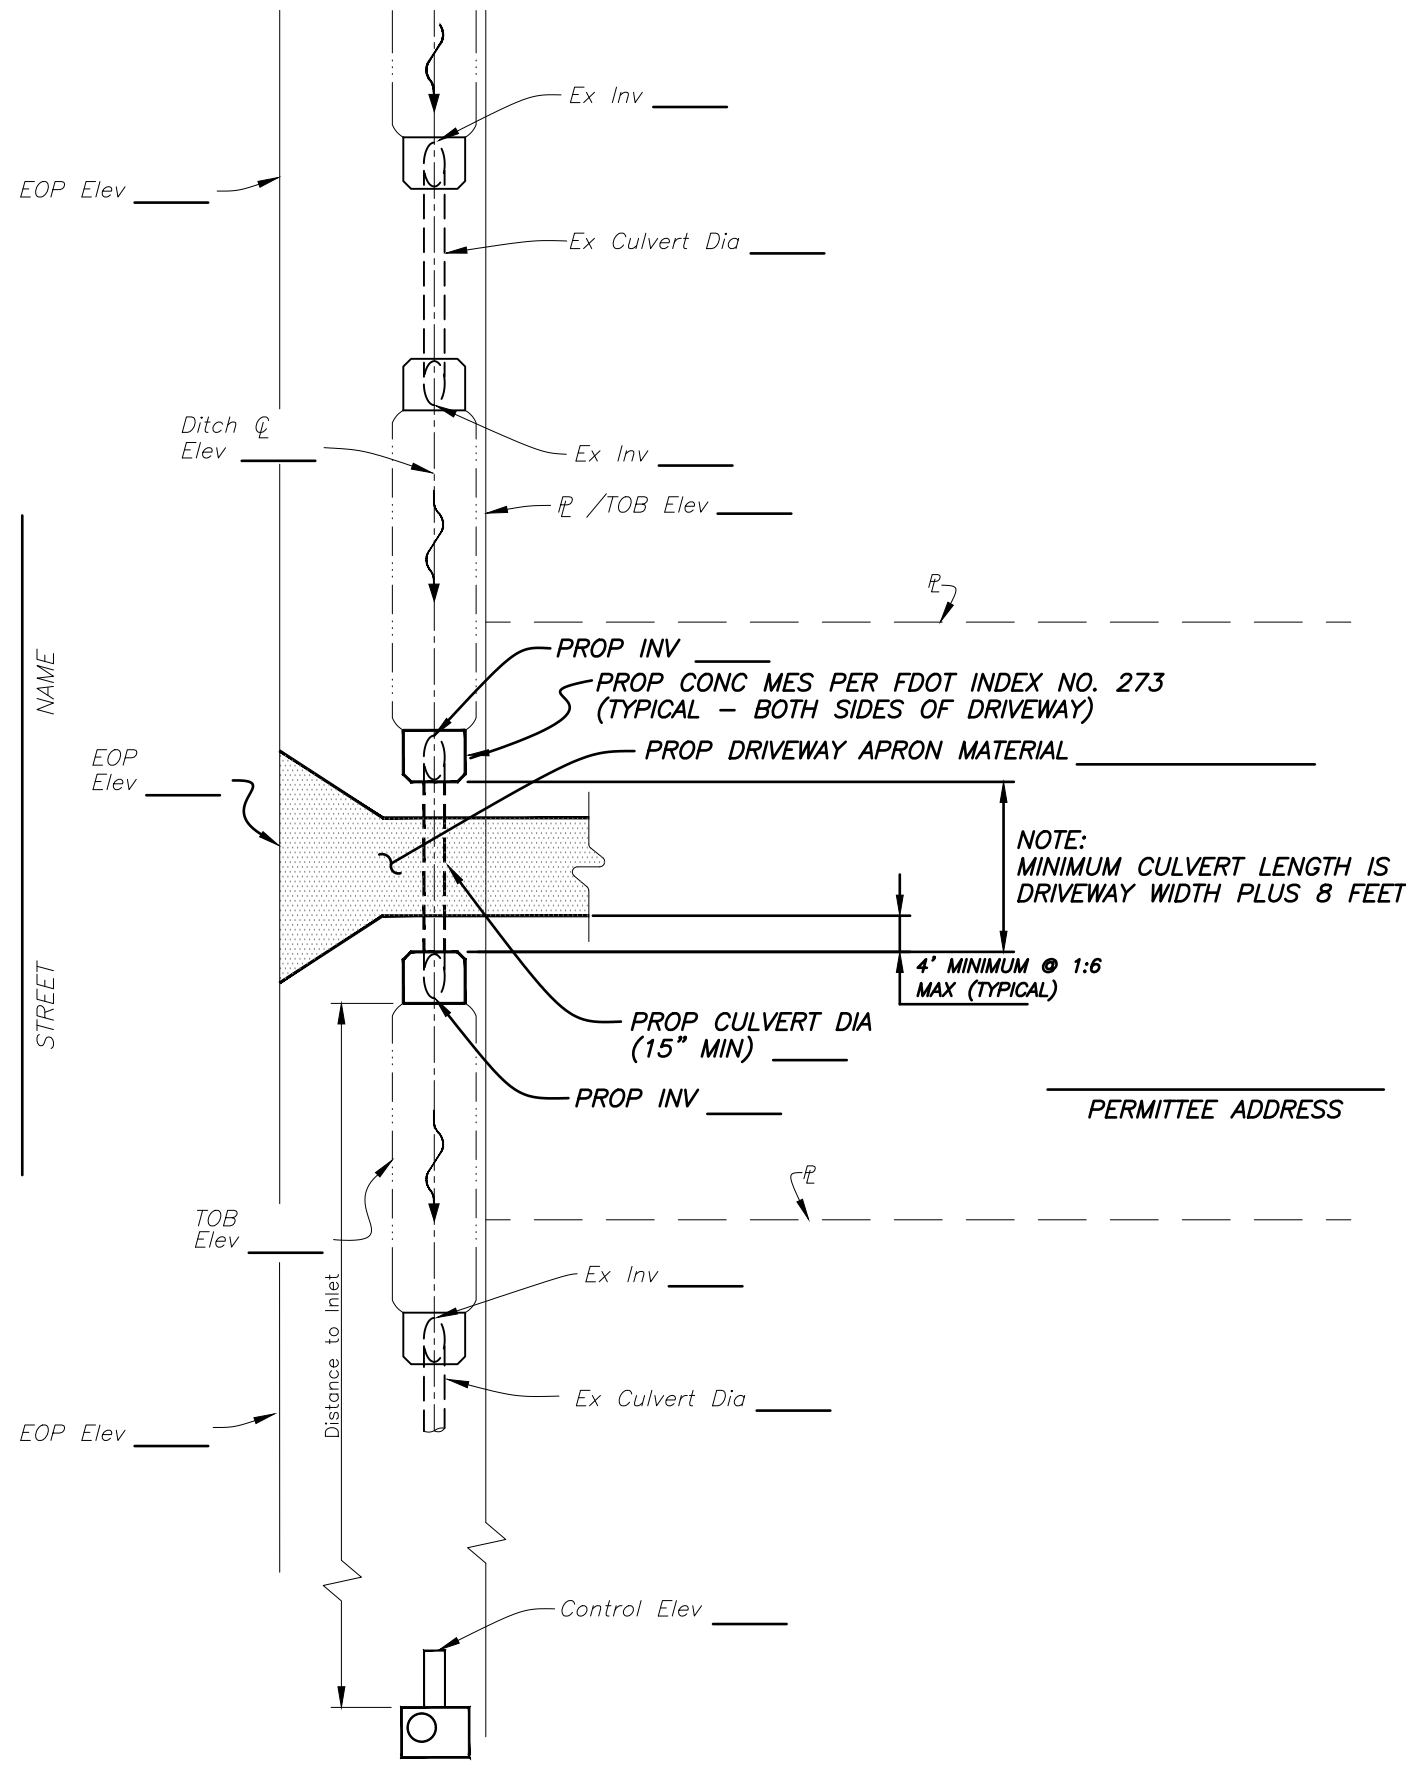 Ex Inv
EOP Elev
Ex Culvert Dia
Ditch ℄
Elev
Ex Inv
⅊ /TOB Elev
⅊
PROP INV
PROP CONC MES PER FDOT INDEX NO. 273
(TYPICAL - BOTH SIDES OF DRIVEWAY)
PROP DRIVEWAY APRON MATERIAL
EOP
Elev
NOTE:
MINIMUM CULVERT LENGTH IS
DRIVEWAY WIDTH PLUS 8 FEET
4' MINIMUM @ 1:6
MAX (TYPICAL)
STREET NAME
PROP CULVERT DIA
(15" MIN)
PROP INV
PERMITTEE ADDRESS
⅊
TOB
Elev
Ex Inv
Distance to Inlet
Ex Culvert Dia
EOP Elev
Control Elev